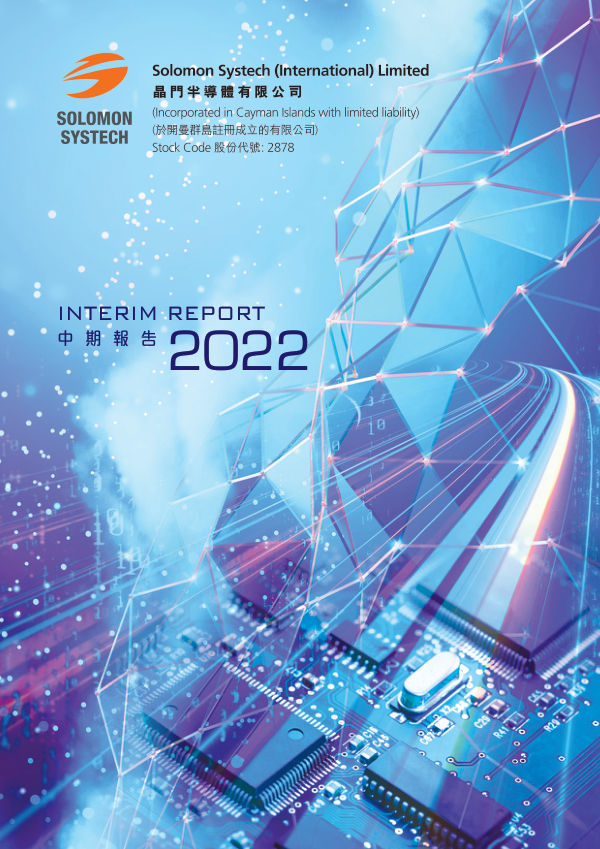 SOLOMON
SYSTECH
Solomon Systech (International) Limited
晶門半導體有限公司
(Incorporated in Cayman Islands with limited liability)
(於開曼群島註冊成立的有限公司)
Stock Code 股份代號: 2878
INTERIM REPORT
中期報告 2022